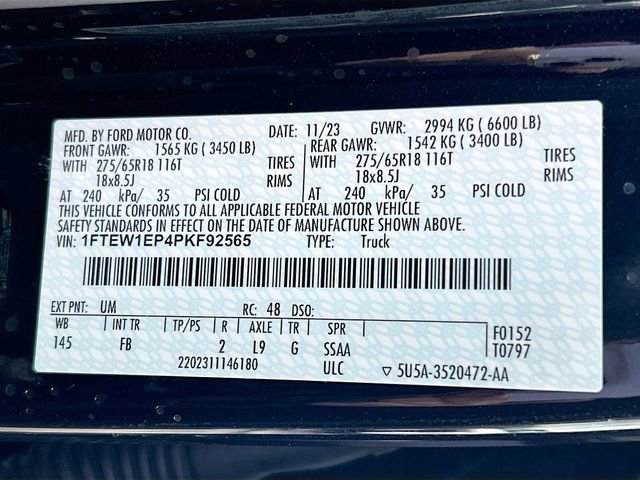 MFD. BY FORD MOTOR CO. DATE: 11/23 GVWR: 2994 KG ( 6600 LB)
FRONT GAWR: 1565 KG ( 3450 LB) REAR GAWR: 1542 KG ( 3400 LB)
WITH 275/65R18 116T TIRES WITH 275/65R18 116T TIRES
18x8.5J RIMS 18x8.5J RIMS
AT 240 kPa/ 35 PSI COLD AT 240 kPa/ 35 PSI COLD
THIS VEHICLE CONFORMS TO ALL APPLICABLE FEDERAL MOTOR VEHICLE
SAFETY STANDARDS IN EFFECT ON THE DATE OF MANUFACTURE SHOWN ABOVE.
VIN: 1FTEW1EP4PKF92565 TYPE: Truck
EXT PNT: UM RC: 48 DSO:
WB INT TR TP/PS R AXLE TR SPR F0152
145 FB 2 L9 G SSAA T0797
2202311146180 ULC ▽ 5U5A-3520472-AA